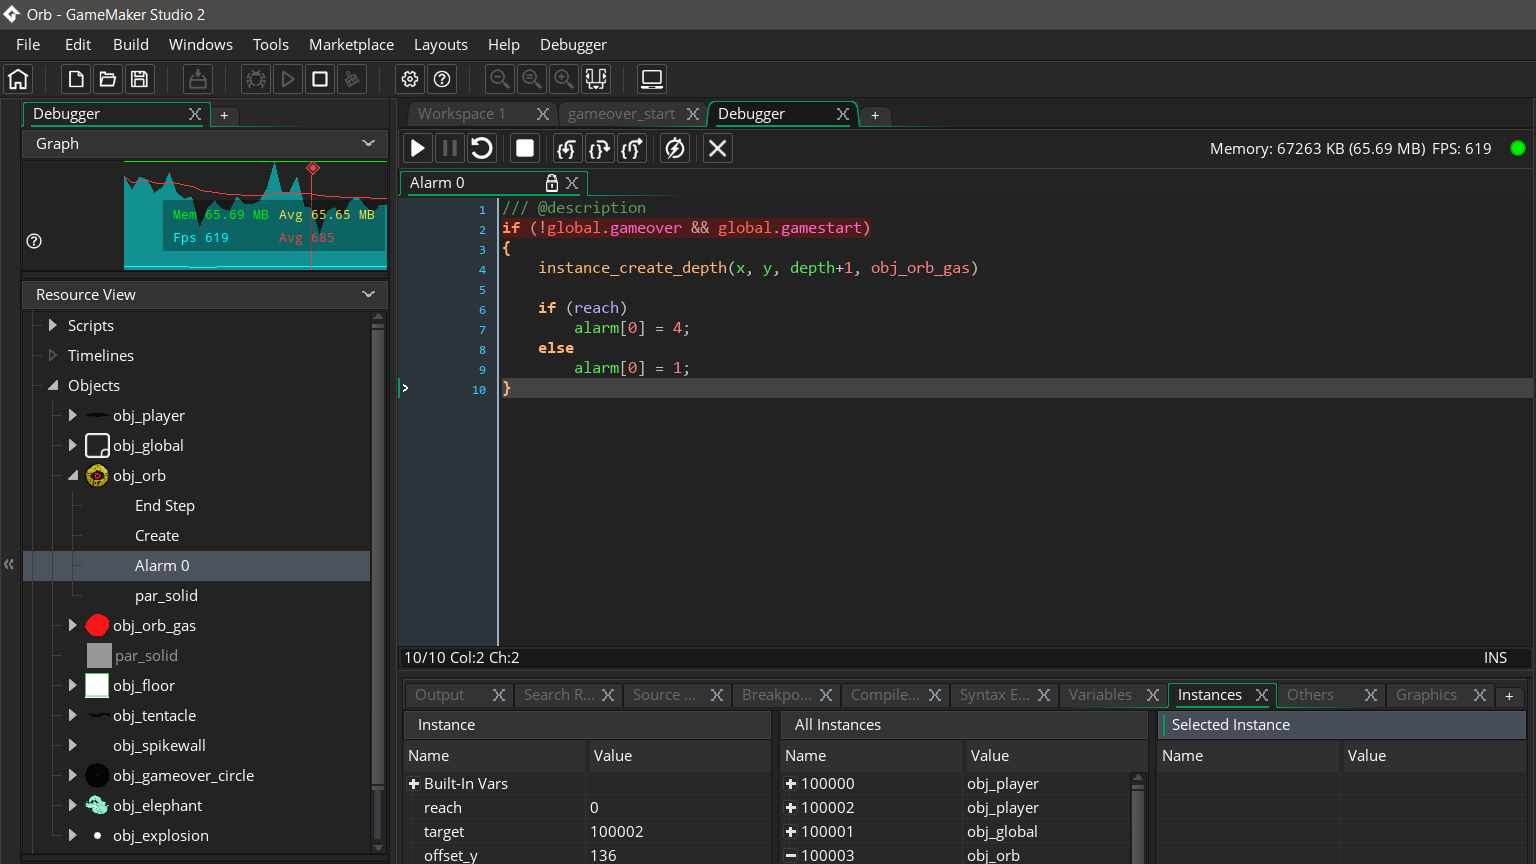 Orb - GameMaker Studio 2
File Edit Build Windows Tools Marketplace Layouts Help Debugger
Debugger
Workspace 1 gameover_start Debugger
Graph
Memory: 67263 KB (65.69 MB) FPS: 619
Mem 65.69 MB Avg 65.65 MB
Fps 619 Avg 685
Alarm 0
1 /// @description
2 if (!global.gameover && global.gamestart)
3 {
4 instance_create_depth(x, y, depth+1, obj_orb_gas)
5
6 if (reach)
7 alarm[0] = 4;
8 else
9 alarm[0] = 1;
10 }
Resource View
Scripts
Timelines
Objects
obj_player
obj_global
obj_orb
End Step
Create
Alarm 0
par_solid
obj_orb_gas
par_solid
obj_floor
obj_tentacle
obj_spikewall
obj_gameover_circle
obj_elephant
obj_explosion
10/10 Col:2 Ch:2 INS
Output Search R... Source ... Breakpo... Compile... Syntax E... Variables Instances Others Graphics
Instance
Name Value
Built-In Vars
reach 0
target 100002
offset_y 136
All Instances
Name Value
100000 obj_player
100002 obj_player
100001 obj_global
100003 obj_orb
Selected Instance
Name Value